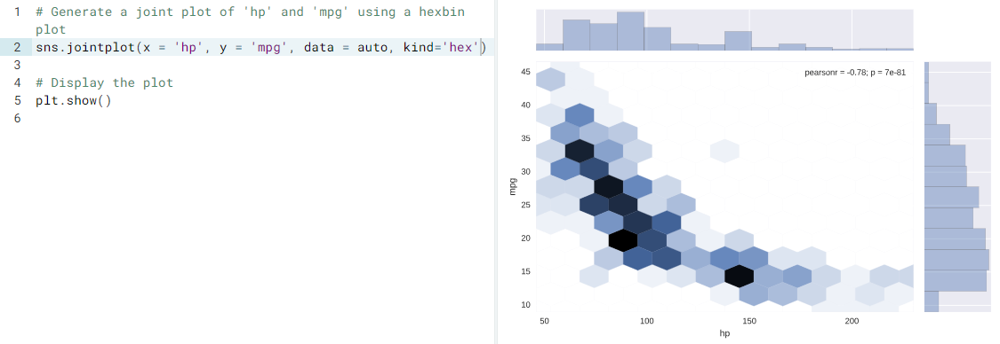 1 # Generate a joint plot of 'hp' and 'mpg' using a hexbin
plot
2 sns.jointplot(x = 'hp', y = 'mpg', data = auto, kind='hex')
3
4 # Display the plot
5 plt.show()
6
pearsonr = -0.78; p = 7e-81
45
40
35
30
mpg
25
20
15
10
50 100 150 200
hp